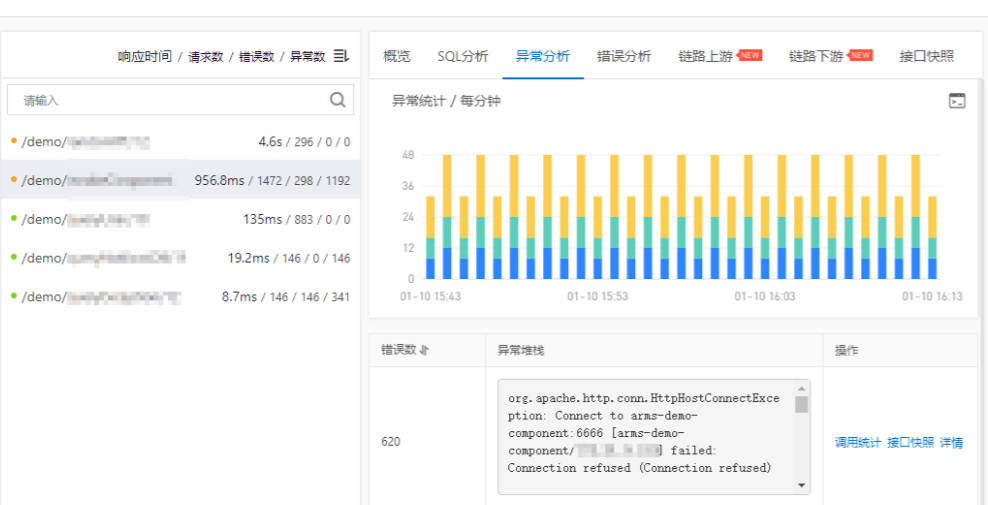 响应时间 / 请求数 / 错误数 / 异常数
请输入
/demo/ 4.6s / 296 / 0 / 0
/demo/ 956.8ms / 1472 / 298 / 1192
/demo/ 135ms / 883 / 0 / 0
/demo/ 19.2ms / 146 / 0 / 146
/demo/ 8.7ms / 146 / 146 / 341
概览 SQL分析 异常分析 错误分析 链路上游 NEW 链路下游 NEW 接口快照
异常统计 / 每分钟
48
36
24
12
0
01-10 15:43 01-10 15:53 01-10 16:03 01-10 16:13
错误数 异常堆栈 操作
620
org.apache.http.conn.HttpHostConnectExce
ption: Connect to arms-demo-
component:6666 [arms-demo-
component/ ] failed:
Connection refused (Connection refused)
调用统计 接口快照 详情